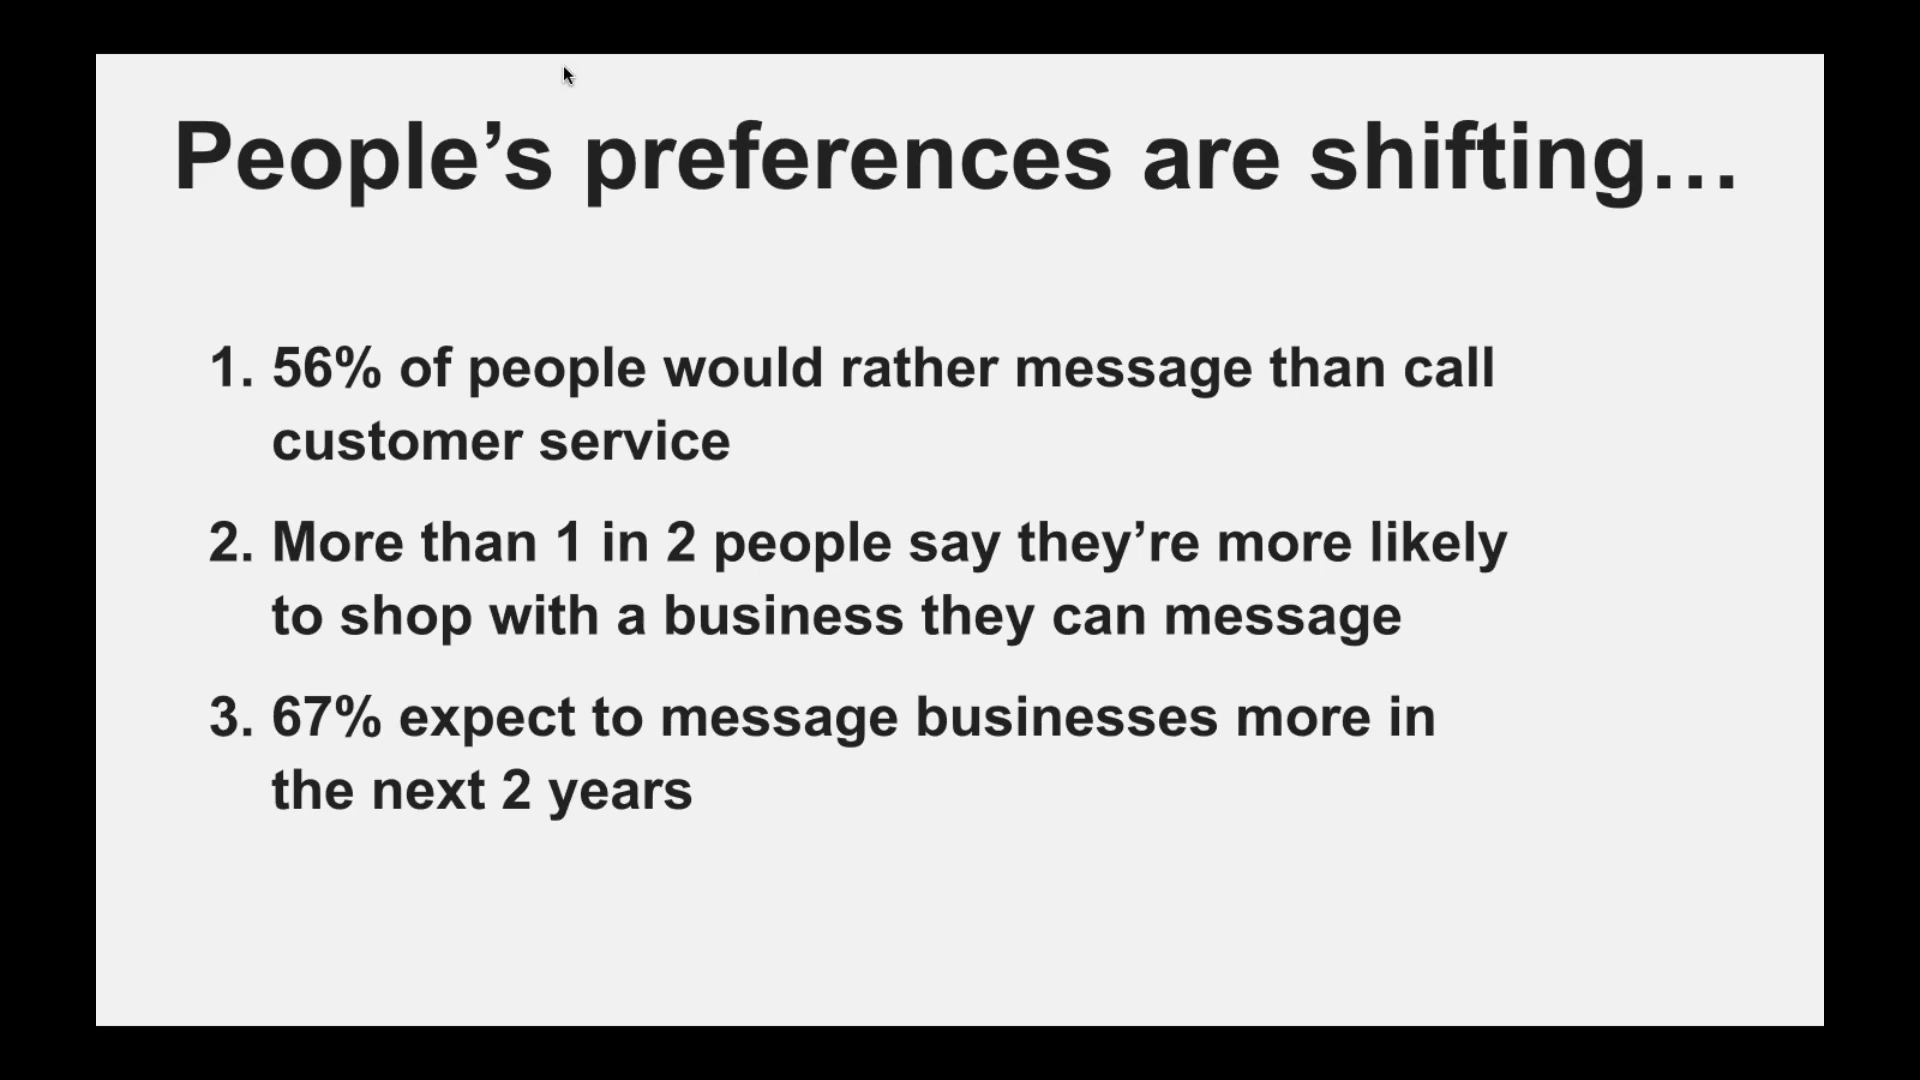 People’s preferences are shifting…
1. 56% of people would rather message than call
customer service
2. More than 1 in 2 people say they’re more likely
to shop with a business they can message
3. 67% expect to message businesses more in
the next 2 years